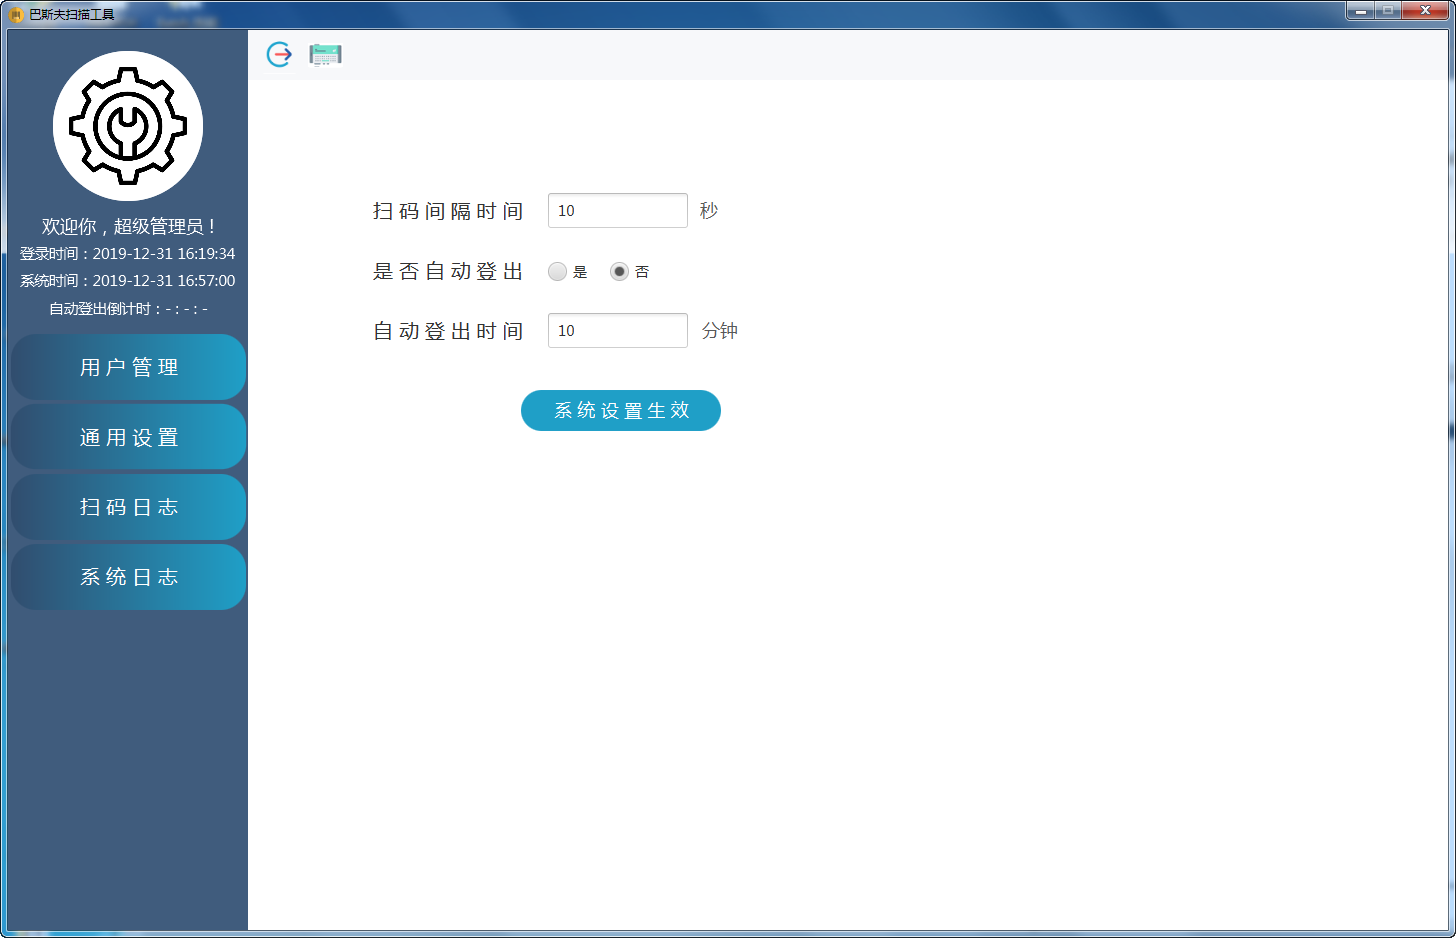 巴斯夫扫描工具
欢迎你，超级管理员！
登录时间：2019-12-31 16:19:34
系统时间：2019-12-31 16:57:00
自动登出倒计时：- : - : -
用户管理
通用设置
扫码日志
系统日志
扫码间隔时间 10 秒
是否自动登出 是 否
自动登出时间 10 分钟
系统设置生效